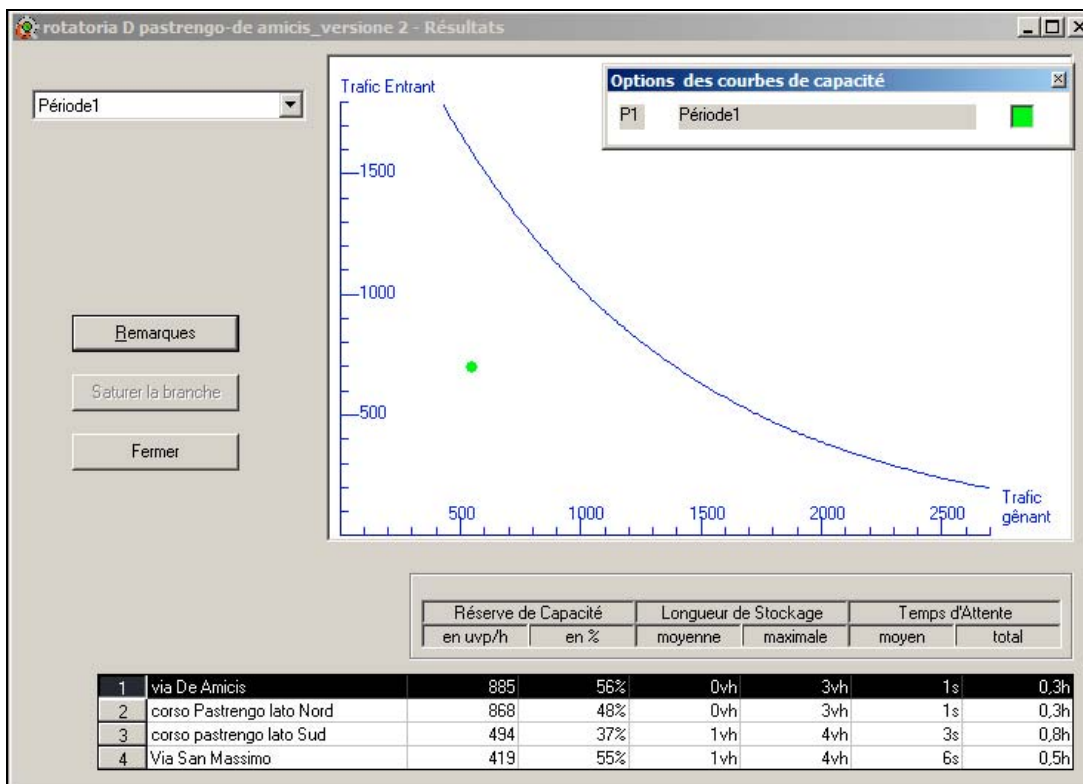 rotatoria D pastrengo-de amicis_versione 2 - Résultats
Période1
Remarques
Saturer la branche
Fermer
Trafic Entrant
1500
1000
500
500 1000 1500 2000 2500
Trafic gênant
Options des courbes de capacité
P1 Période1
Réserve de Capacité Longueur de Stockage Temps d'Attente
en uvp/h en % moyenne maximale moyen total
1 via De Amicis 885 56% 0vh 3vh 1s 0,3h
2 corso Pastrengo lato Nord 868 48% 0vh 3vh 1s 0,3h
3 corso pastrengo lato Sud 494 37% 1vh 4vh 3s 0,8h
4 Via San Massimo 419 55% 1vh 4vh 6s 0,5h